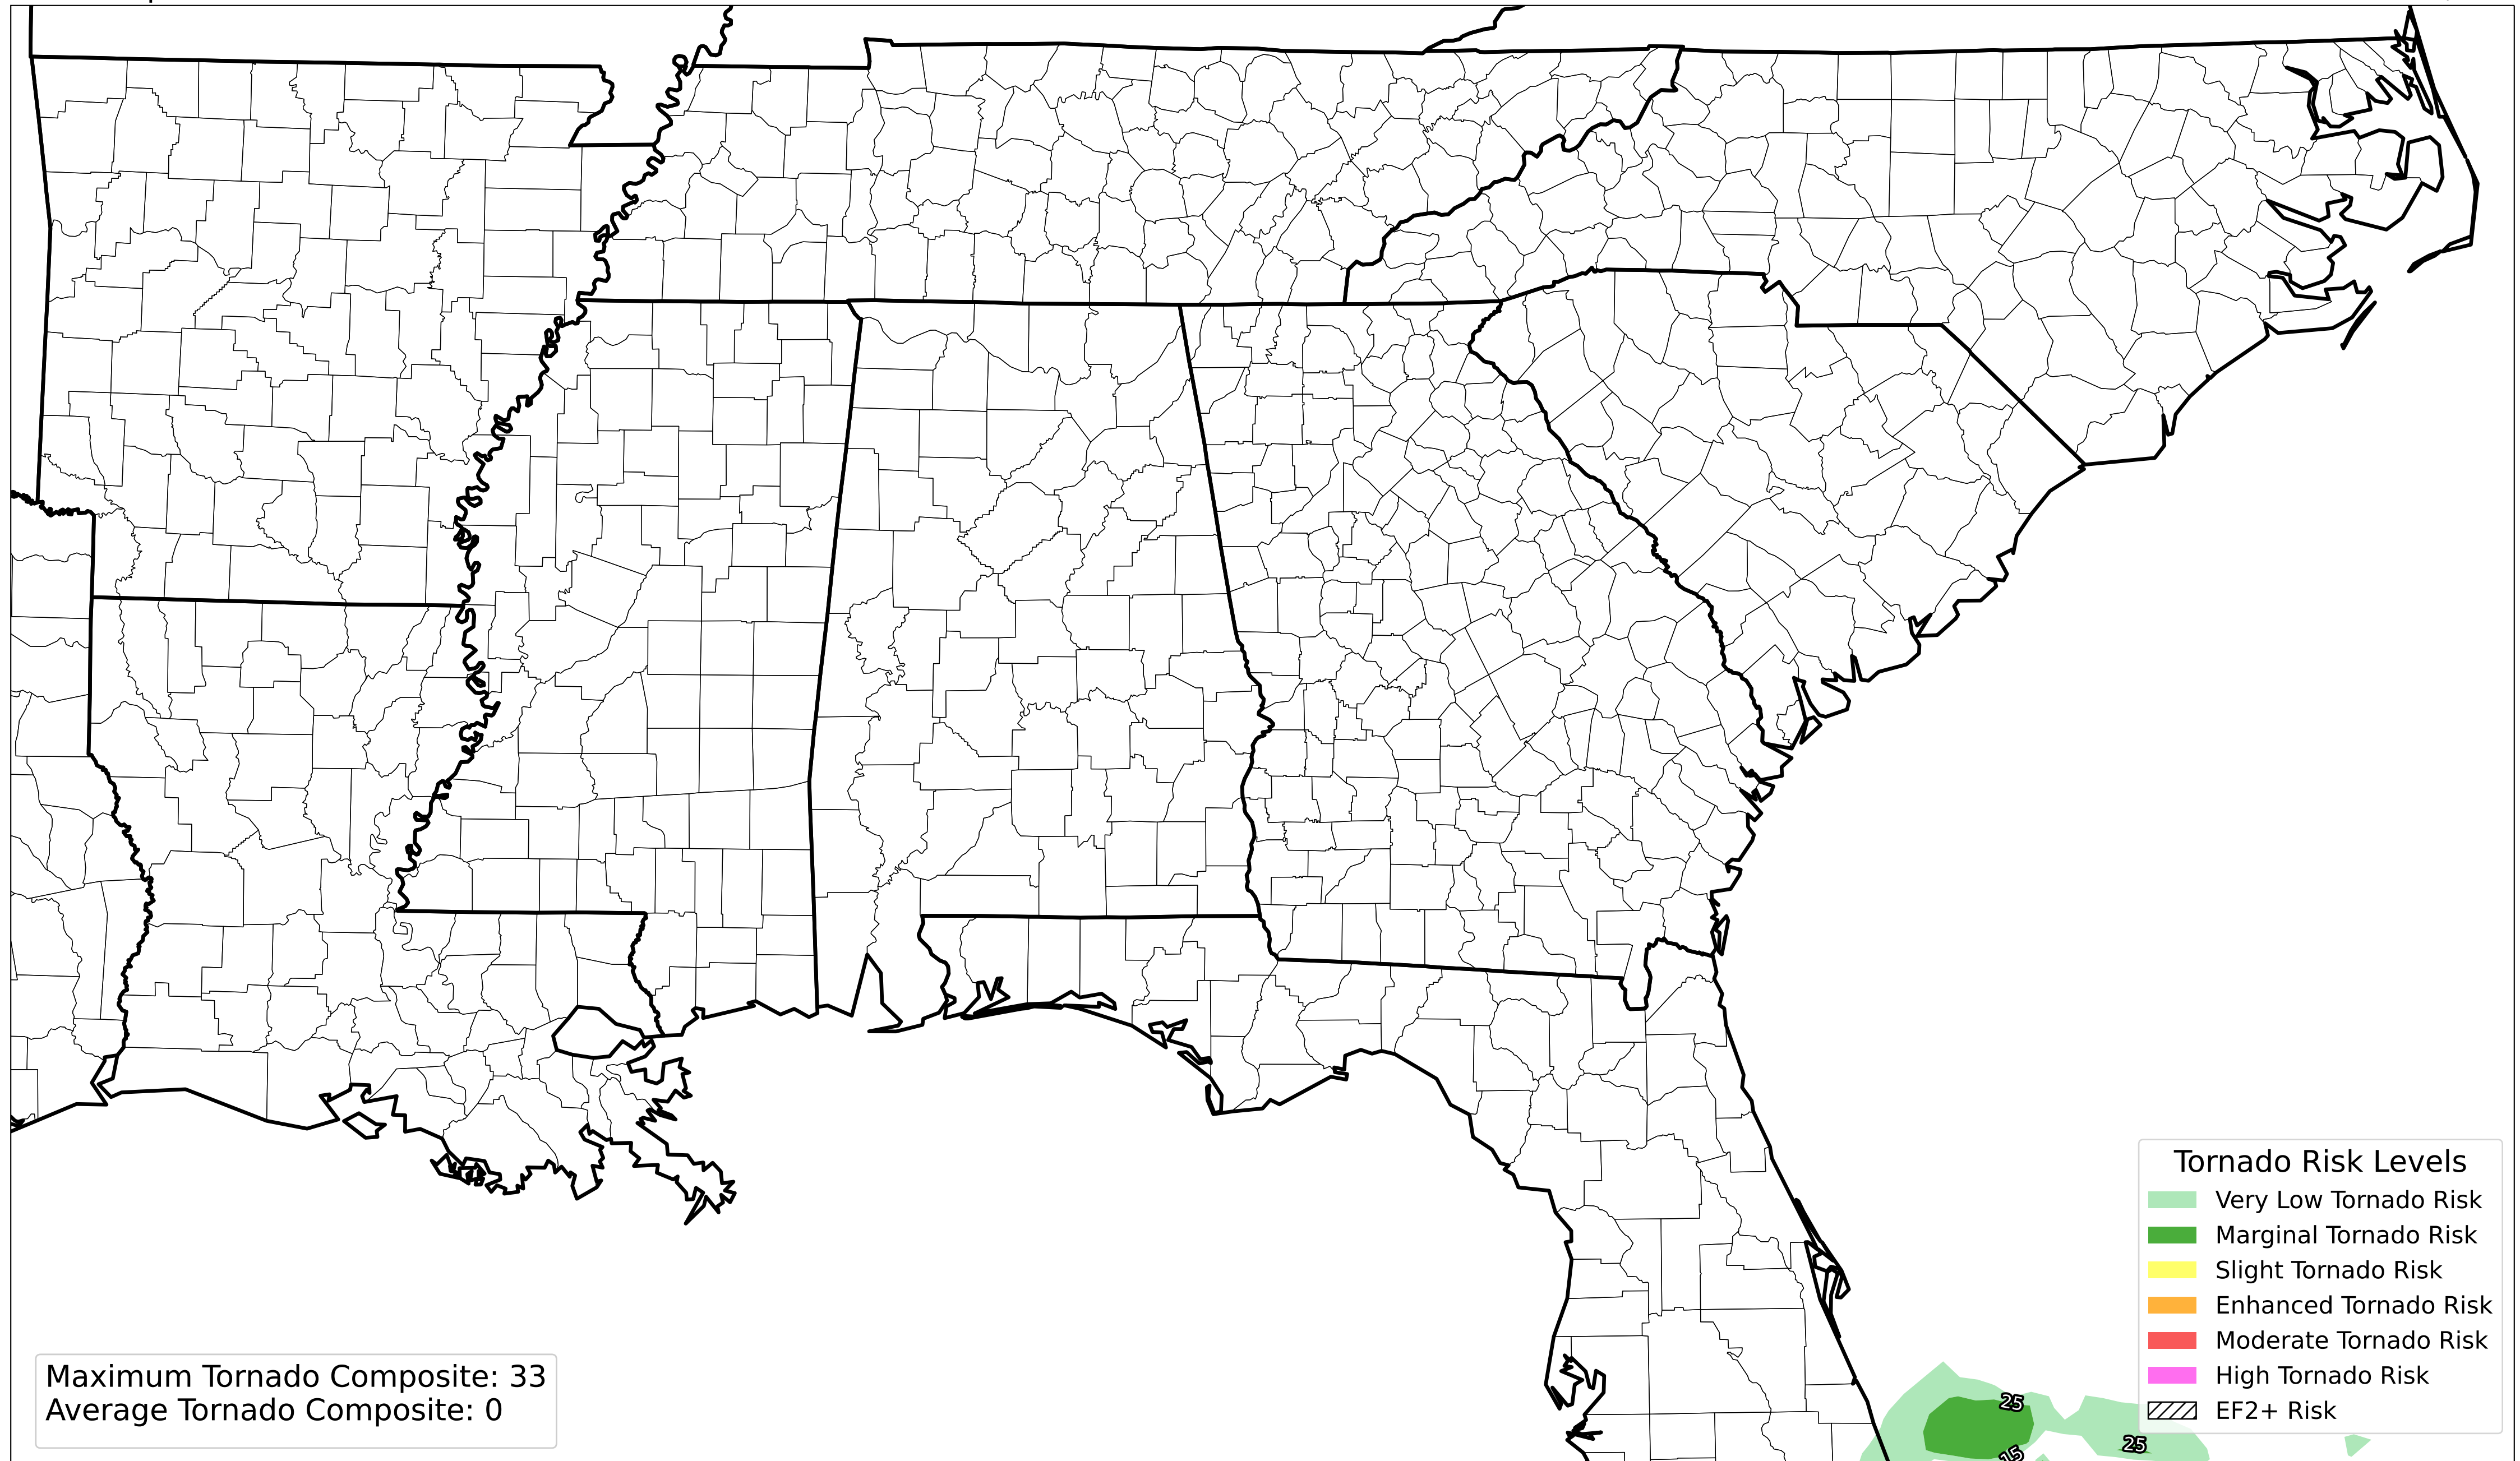 Tornado Risk Levels
Very Low Tornado Risk
Marginal Tornado Risk
Slight Tornado Risk
Enhanced Tornado Risk
Moderate Tornado Risk
High Tornado Risk
EF2+ Risk
Maximum Tornado Composite: 33
Average Tornado Composite: 0
25
25
15